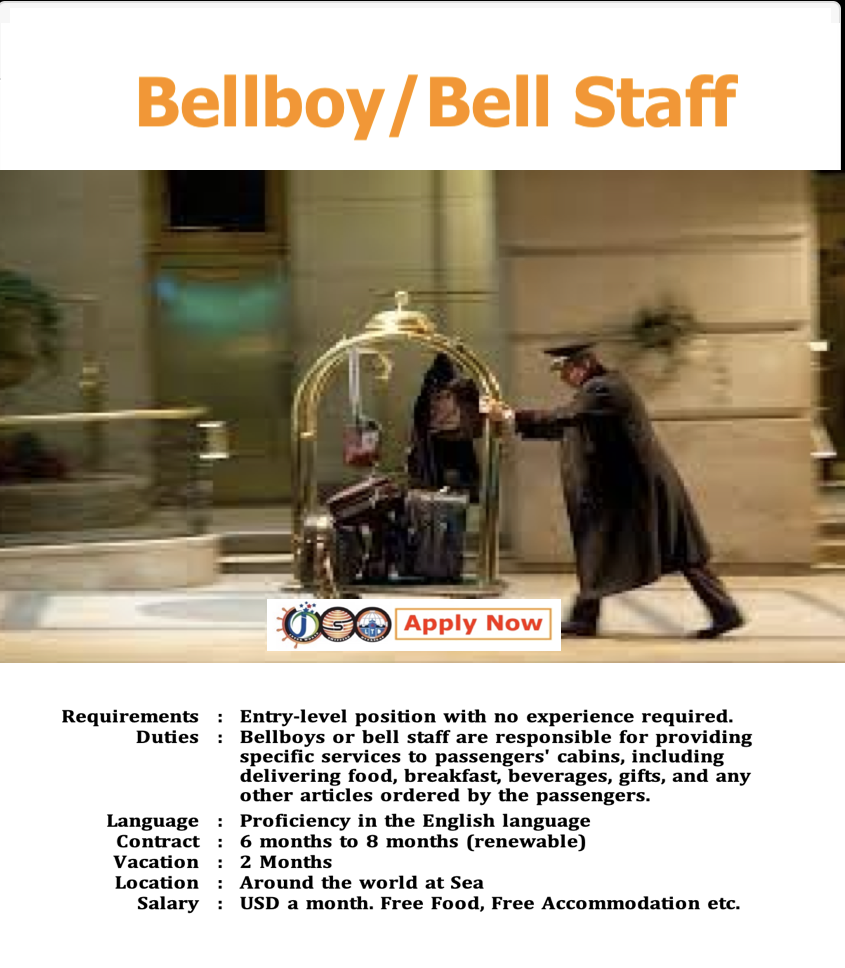 Bellboy/Bell Staff
Apply Now
Requirements : Entry-level position with no experience required.
Duties : Bellboys or bell staff are responsible for providing
specific services to passengers' cabins, including
delivering food, breakfast, beverages, gifts, and any
other articles ordered by the passengers.
Language : Proficiency in the English language
Contract : 6 months to 8 months (renewable)
Vacation : 2 Months
Location : Around the world at Sea
Salary : USD a month. Free Food, Free Accommodation etc.